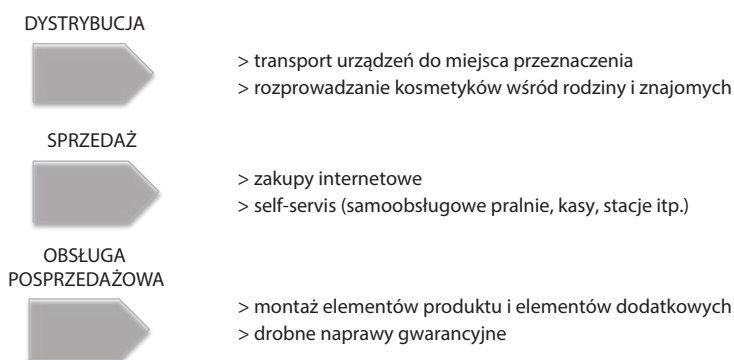 DYSTRYBUCJA
> transport urządzeń do miejsca przeznaczenia
> rozprowadzanie kosmetyków wśród rodziny i znajomych
SPRZEDAŻ
> zakupy internetowe
> self-servis (samoobsługowe pralnie, kasy, stacje itp.)
OBSŁUGA
POSPRZEDAŻOWA
> montaż elementów produktu i elementów dodatkowych
> drobne naprawy gwarancyjne